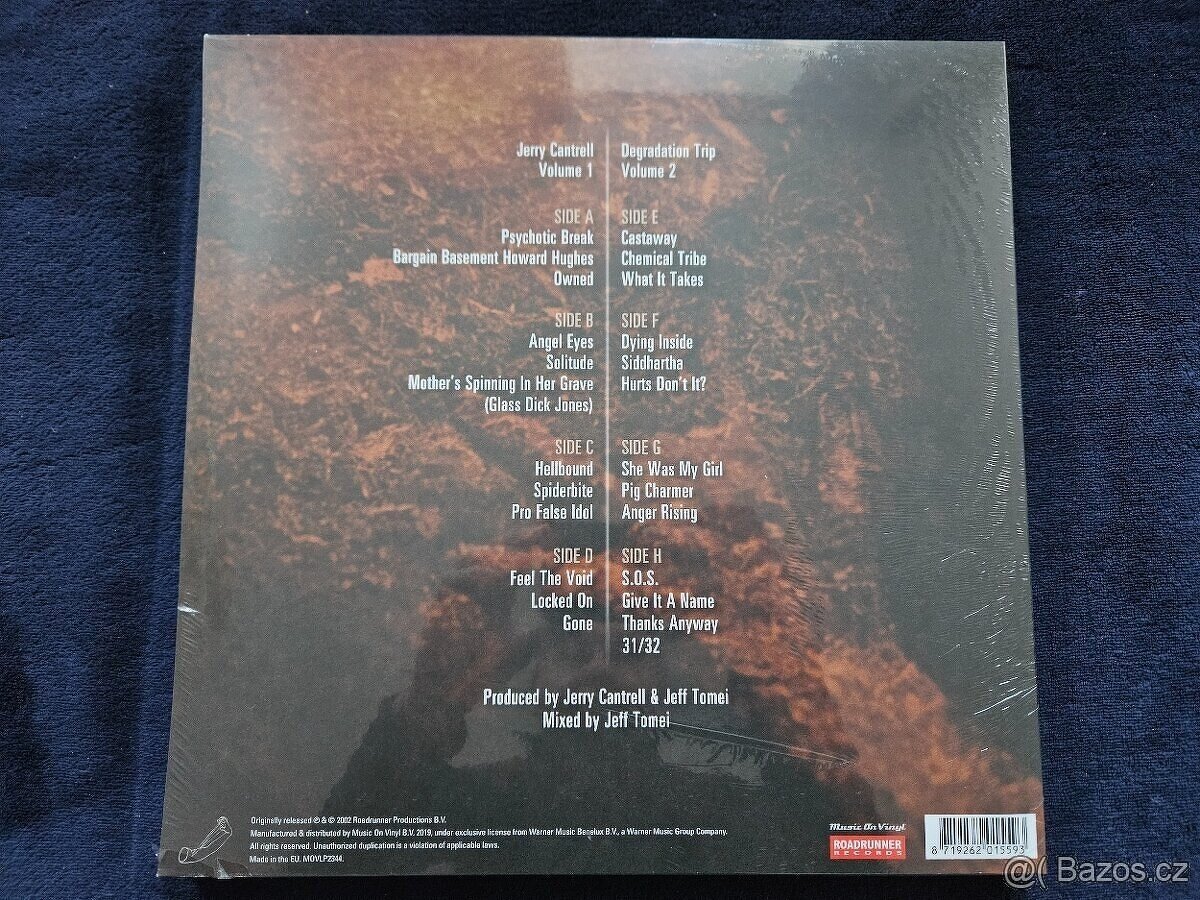 Jerry Cantrell
Volume 1
SIDE A
Psychotic Break
Bargain Basement Howard Hughes
Owned
SIDE B
Angel Eyes
Solitude
Mother's Spinning In Her Grave
(Glass Dick Jones)
SIDE C
Hellbound
Spiderbite
Pro False Idol
SIDE D
Feel The Void
Locked On
Gone
Degradation Trip
Volume 2
SIDE E
Castaway
Chemical Tribe
What It Takes
SIDE F
Dying Inside
Siddhartha
Hurts Don't It?
SIDE G
She Was My Girl
Pig Charmer
Anger Rising
SIDE H
S.O.S.
Give It A Name
Thanks Anyway
31/32
Produced by Jerry Cantrell & Jeff Tomei
Mixed by Jeff Tomei
Originally released ℗ & © 2002 Roadrunner Productions B.V.
Manufactured & distributed by Music On Vinyl B.V. 2019, under exclusive license from Warner Music Benelux B.V., a Warner Music Group Company.
All rights reserved. Unauthorized duplication is a violation of applicable laws.
Made in the EU. MOVLP2344.
Music On Vinyl
ROADRUNNER
RECORDS
8 719262 015593
Bazos.cz